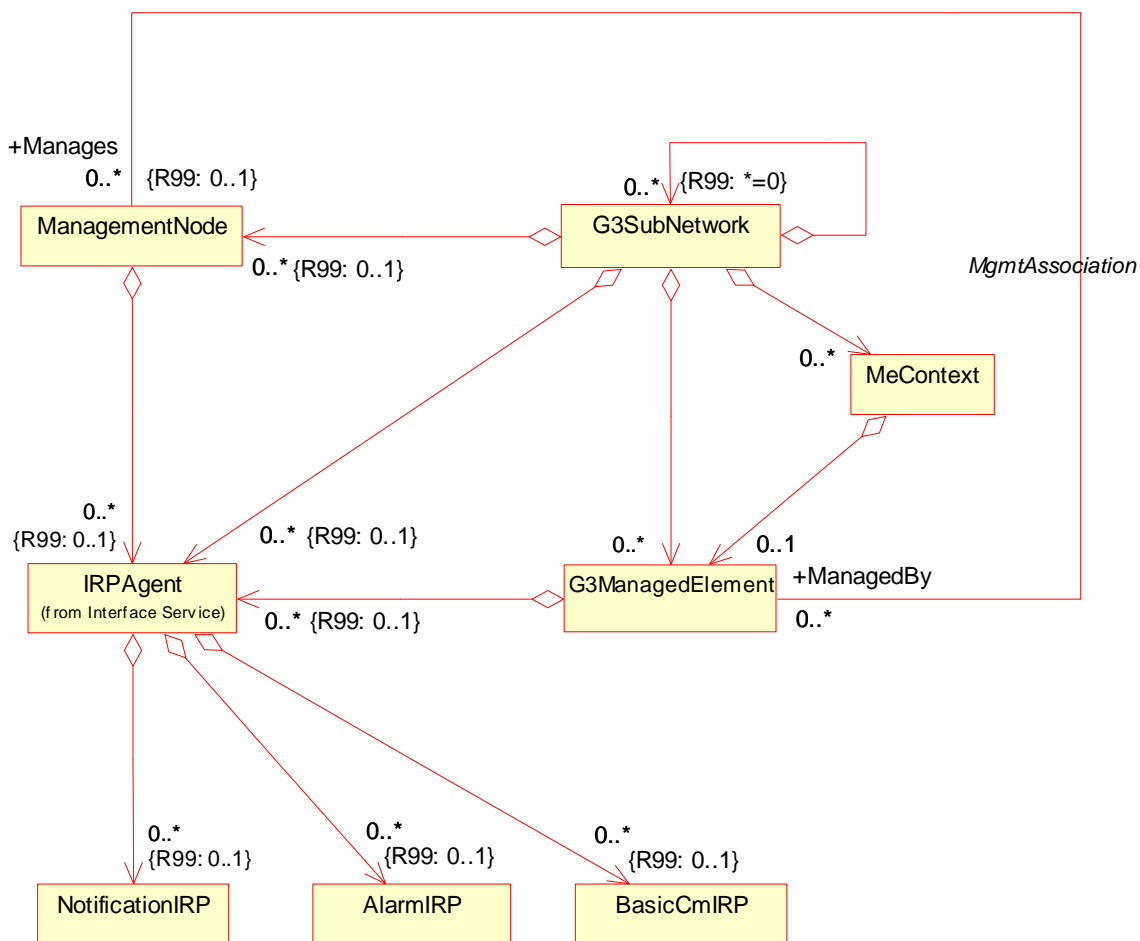 +Manages
0..* {R99: 0..1}
0..* {R99: *=0}
ManagementNode
G3SubNetwork
0..* {R99: 0..1}
MgmtAssociation
0..*
MeContext
0..*
{R99: 0..1}
0..* {R99: 0..1}
0..*
0..1
IRPAgent
(from Interface Service)
G3ManagedElement
+ManagedBy
0..* {R99: 0..1}
0..*
0..*
{R99: 0..1}
0..*
{R99: 0..1}
0..*
{R99: 0..1}
NotificationIRP
AlarmIRP
BasicCmIRP